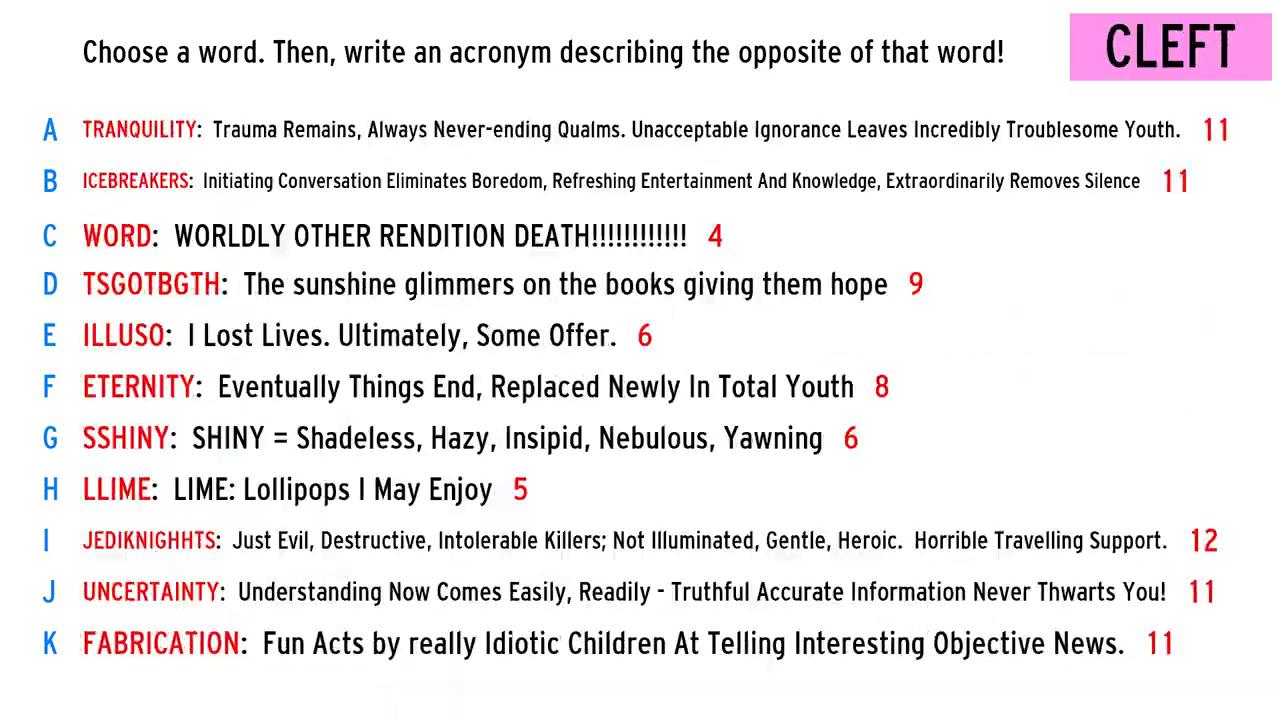 Choose a word. Then, write an acronym describing the opposite of that word!
CLEFT
A TRANQUILITY: Trauma Remains, Always Never-ending Qualms. Unacceptable Ignorance Leaves Incredibly Troublesome Youth. 11
B ICEBREAKERS: Initiating Conversation Eliminates Boredom, Refreshing Entertainment And Knowledge, Extraordinarily Removes Silence 11
C WORD: WORLDLY OTHER RENDITION DEATH!!!!!!!!!!!! 4
D TSGOTBGTH: The sunshine glimmers on the books giving them hope 9
E ILLUSO: I Lost Lives. Ultimately, Some Offer. 6
F ETERNITY: Eventually Things End, Replaced Newly In Total Youth 8
G SSHINY: SHINY = Shadeless, Hazy, Insipid, Nebulous, Yawning 6
H LLIME: LIME: Lollipops I May Enjoy 5
I JEDIKNIGHHTS: Just Evil, Destructive, Intolerable Killers; Not Illuminated, Gentle, Heroic. Horrible Travelling Support. 12
J UNCERTAINTY: Understanding Now Comes Easily, Readily - Truthful Accurate Information Never Thwarts You! 11
K FABRICATION: Fun Acts by really Idiotic Children At Telling Interesting Objective News. 11